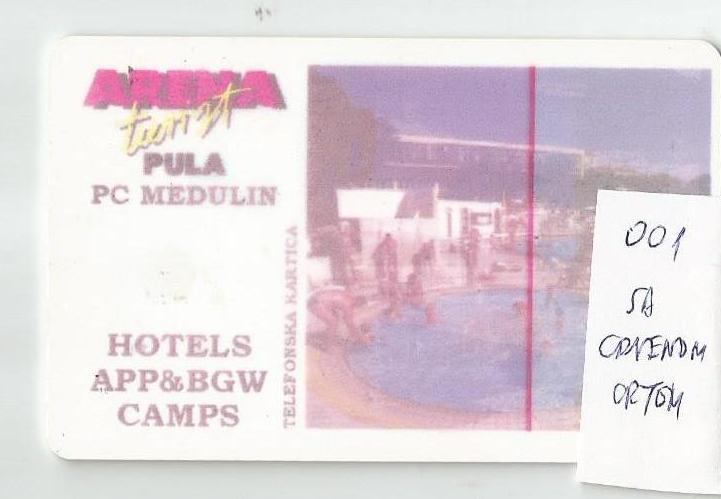 ARENA
turist
PULA
PC MEDULIN
TELEFONSKA KARTICA
HOTELS
APP&BGW
CAMPS
001
SA
CRVENOM
CRTOM